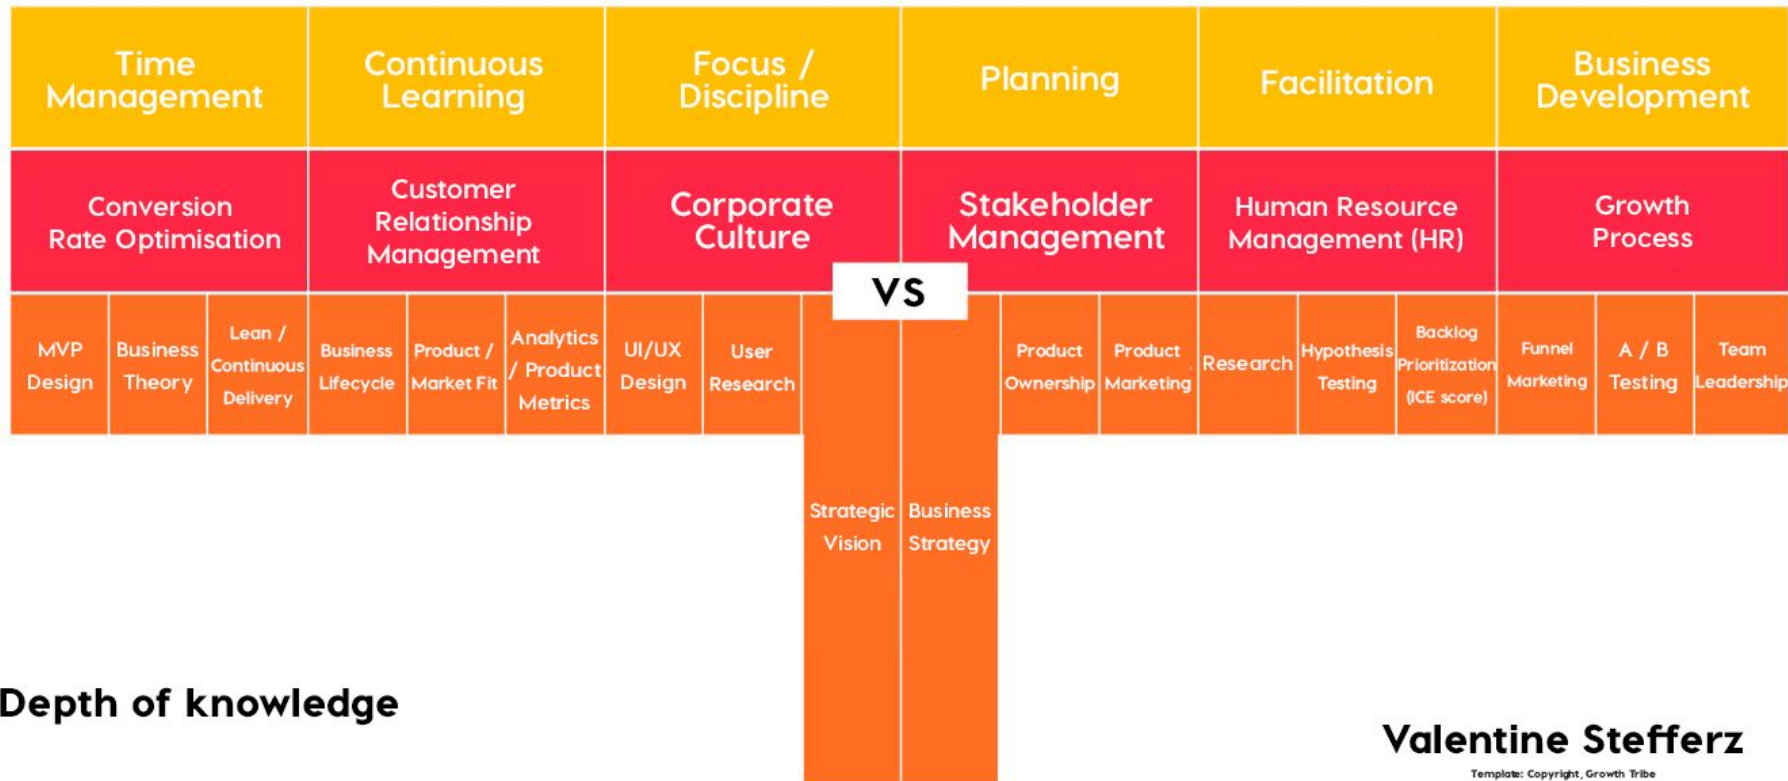 Time
Management
Continuous
Learning
Focus /
Discipline
Planning
Facilitation
Business
Development
Conversion
Rate Optimisation
Customer
Relationship
Management
Corporate
Culture
Stakeholder
Management
Human Resource
Management (HR)
Growth
Process
VS
MVP
Design
Business
Theory
Lean /
Continuous
Delivery
Business
Lifecycle
Product /
Market Fit
Analytics
/ Product
Metrics
UI/UX
Design
User
Research
Strategic
Vision
Business
Strategy
Product
Ownership
Product
Marketing
Research
Hypothesis
Testing
Backlog
Prioritization
(ICE score)
Funnel
Marketing
A / B
Testing
Team
Leadership
Depth of knowledge
Valentine Stefferz
Template: Copyright, Growth Tribe